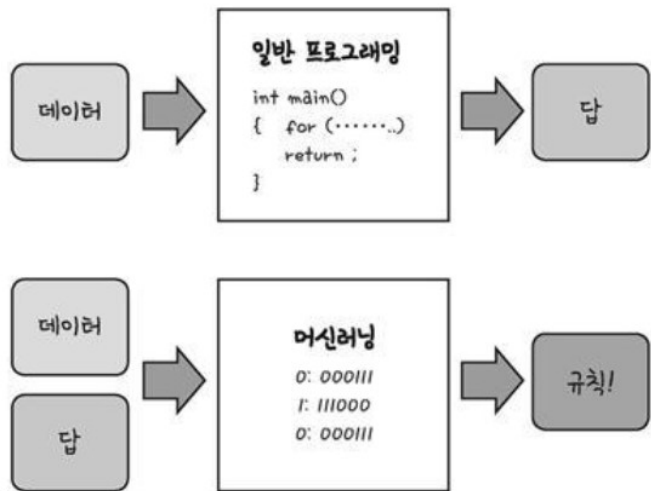 일반 프로그래밍
데이터
int main()
{ for (········)
return ;
}
답
데이터
답
머신러닝
0: 000111
1: 111000
0: 000111
규칙!